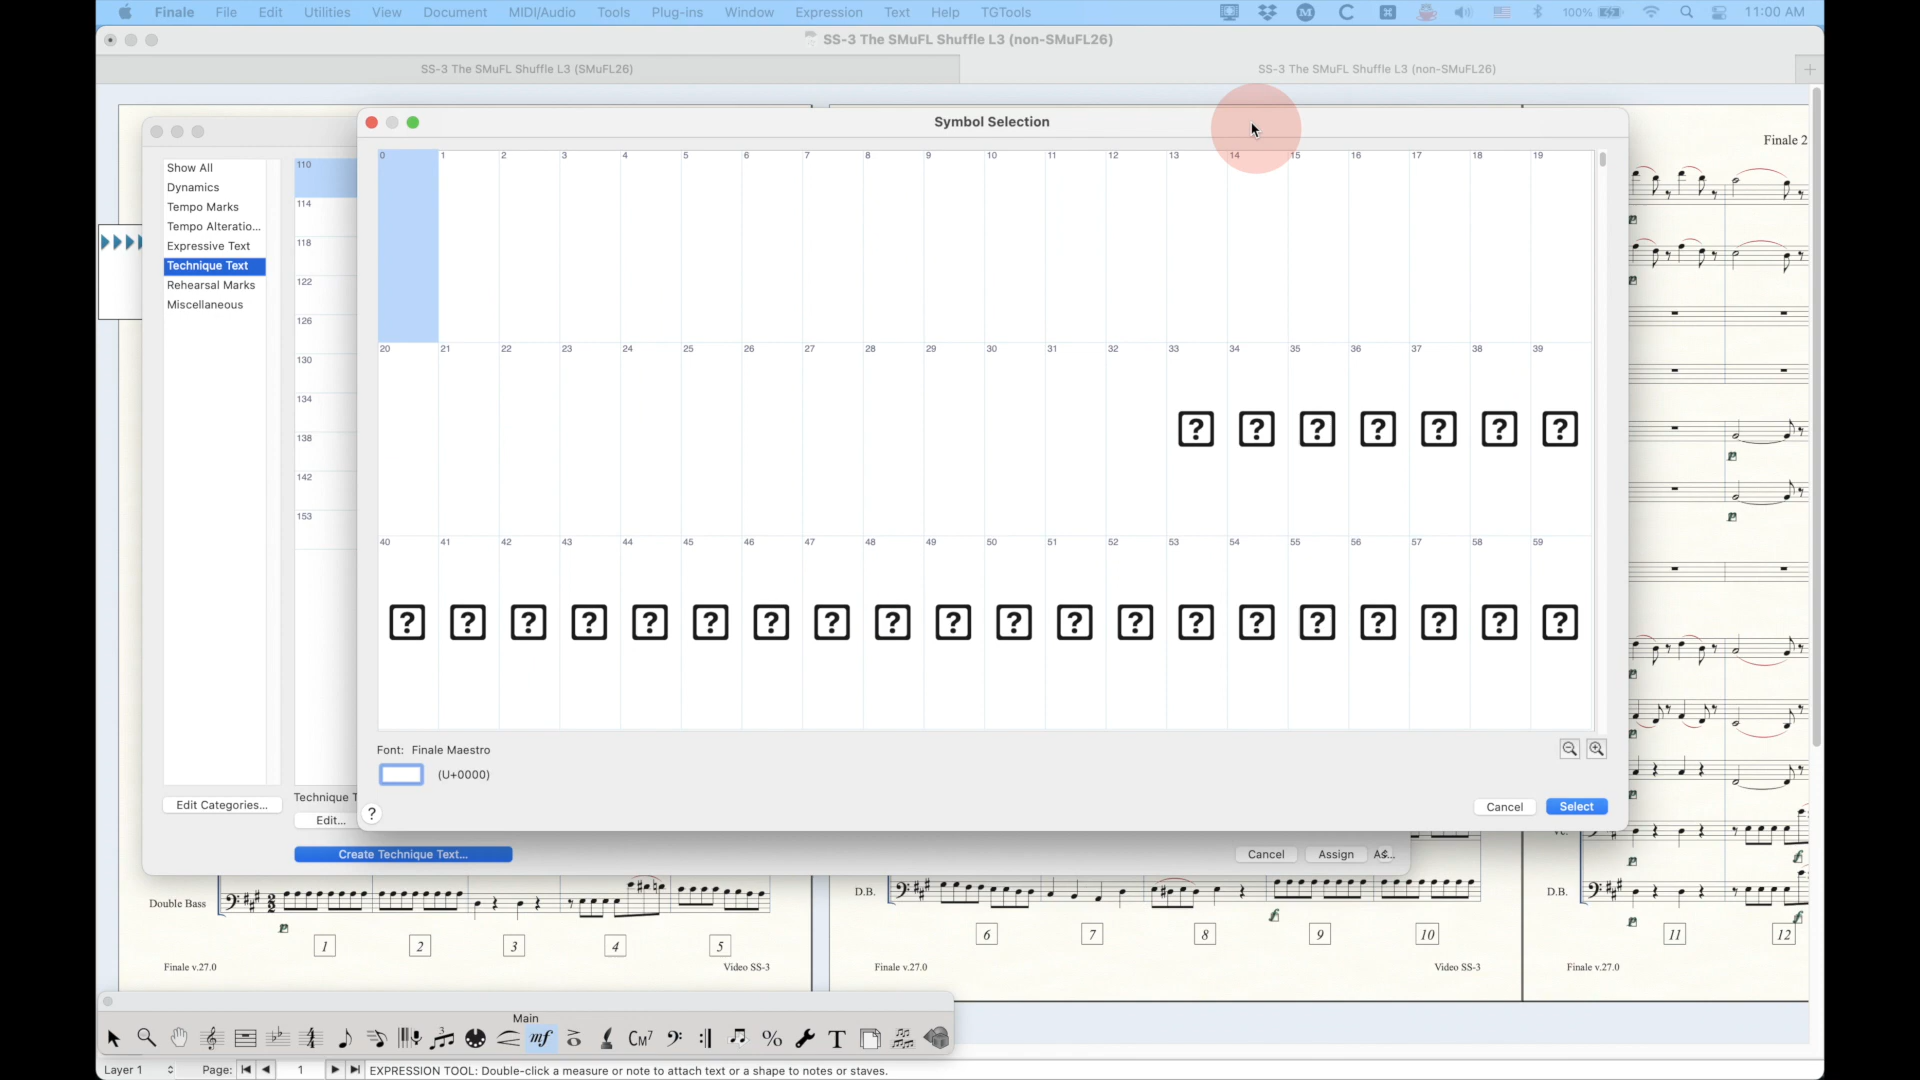 Finale File Edit Utilities View Document MIDI/Audio Tools Plug-ins Window Expression Text Help TGTools 100% 11:00 AM
SS-3 The SMuFL Shuffle L3 (non-SMuFL26)
SS-3 The SMuFL Shuffle L3 (SMuFL26) SS-3 The SMuFL Shuffle L3 (non-SMuFL26)
Symbol Selection
Finale 2
Show All
Dynamics
Tempo Marks
Tempo Alteratio...
Expressive Text
Technique Text
Rehearsal Marks
Miscellaneous
110
114
118
122
126
130
134
138
142
153
0 1 2 3 4 5 6 7 8 9 10 11 12 13 14 15 16 17 18 19
20 21 22 23 24 25 26 27 28 29 30 31 32 33 34 35 36 37 38 39
? ? ? ? ? ? ?
40 41 42 43 44 45 46 47 48 49 50 51 52 53 54 55 56 57 58 59
? ? ? ? ? ? ? ? ? ? ? ? ? ? ? ? ? ? ? ?
Font: Finale Maestro
(U+0000)
?
Cancel Select
Edit Categories...
Technique T
Edit...
Create Technique Text...
Cancel Assign
Double Bass D.B. D.B.
1 2 3 4 5 6 7 8 9 10 11 12
Finale v.27.0 Video SS-3 Finale v.27.0 Video SS-3 Finale v.27.0
Main
mf CM7 % T
Layer 1 Page: 1 EXPRESSION TOOL: Double-click a measure or note to attach text or a shape to notes or staves.